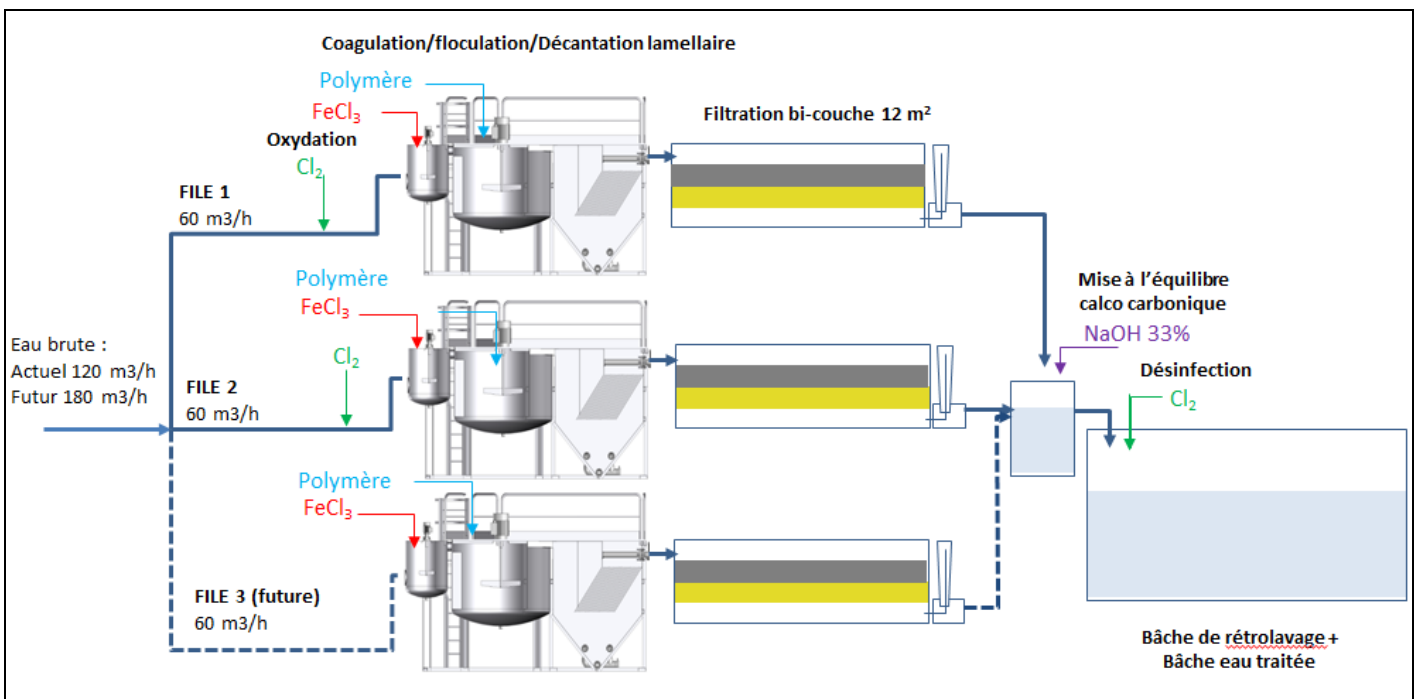 Coagulation/floculation/Décantation lamellaire
Polymère
FeCl₃
Oxydation
Cl₂
FILE 1
60 m3/h
Filtration bi-couche 12 m²
Polymère
FeCl₃
Cl₂
FILE 2
60 m3/h
Eau brute :
Actuel 120 m3/h
Futur 180 m3/h
Mise à l’équilibre
calco carbonique
NaOH 33%
Désinfection
Cl₂
Polymère
FeCl₃
FILE 3 (future)
60 m3/h
Bâche de rétrolavage +
Bâche eau traitée